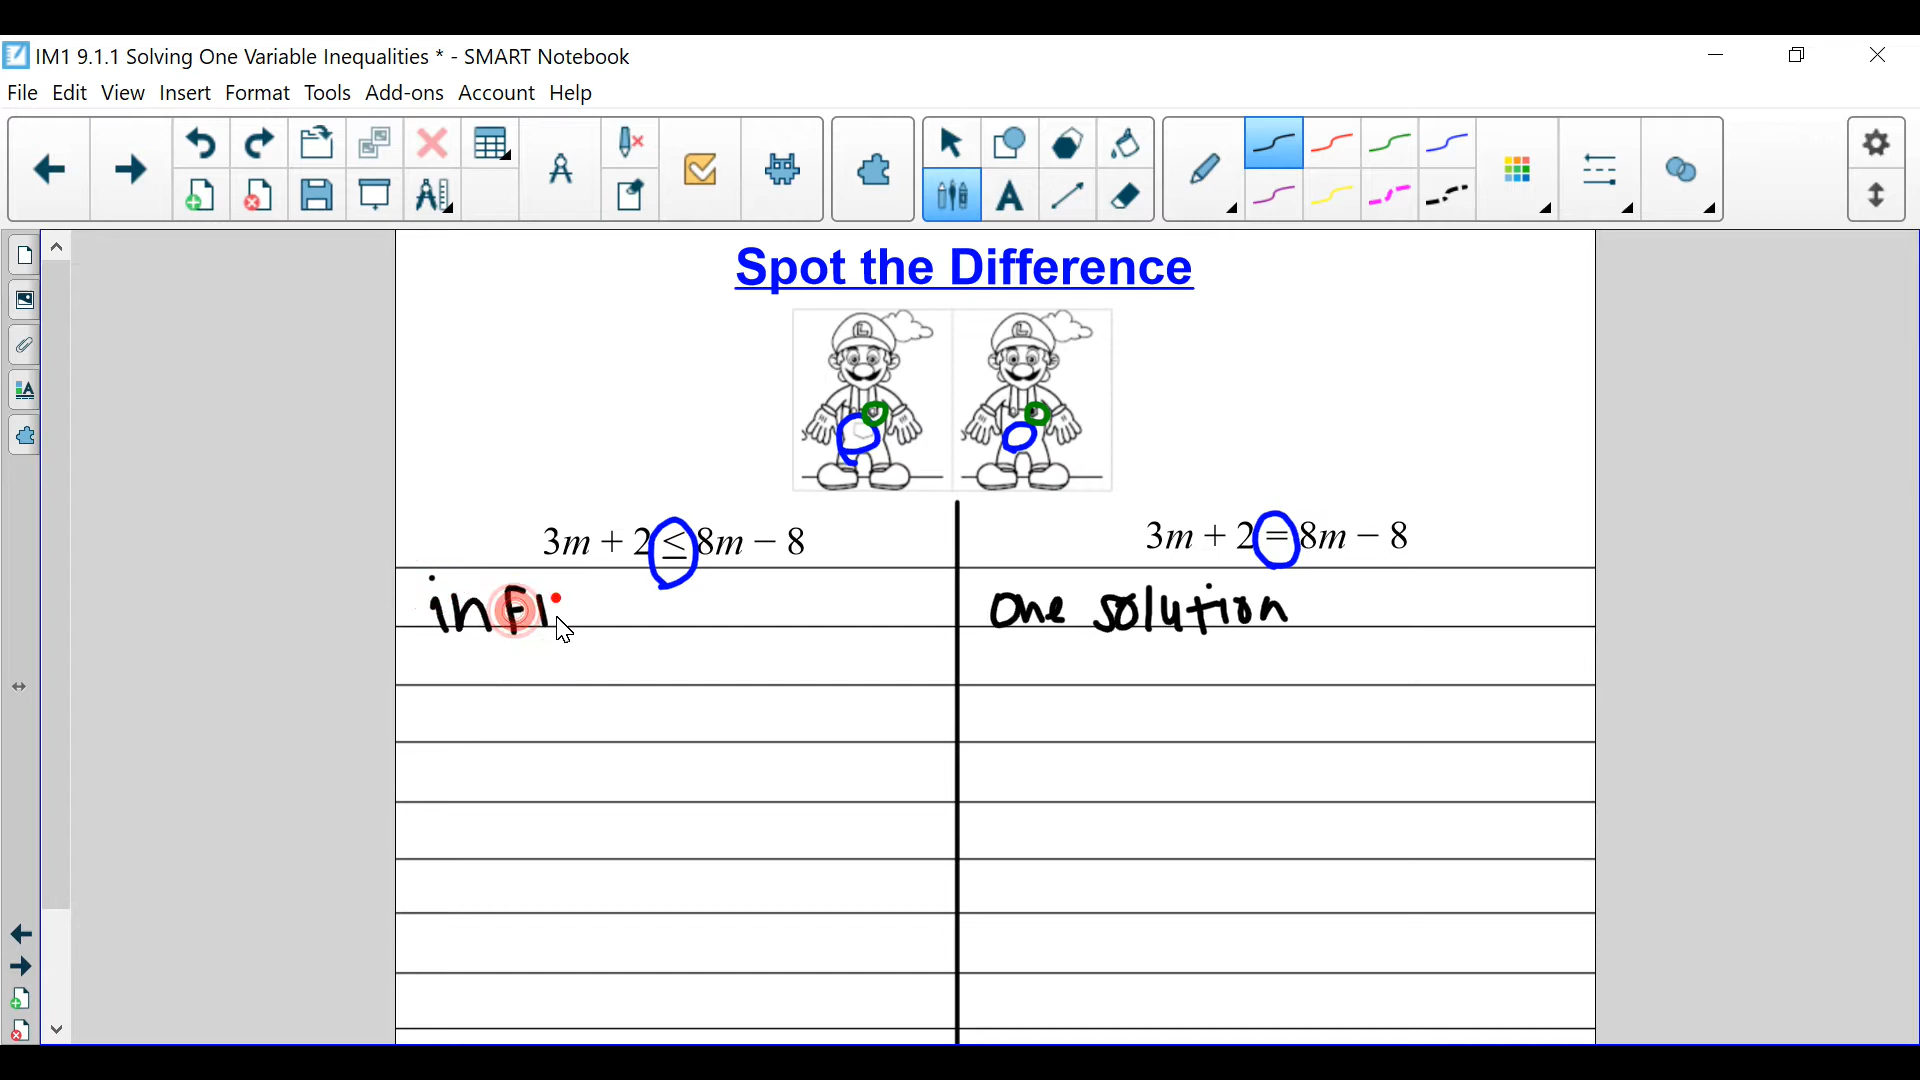 IM1 9.1.1 Solving One Variable Inequalities * - SMART Notebook
File Edit View Insert Format Tools Add-ons Account Help
Spot the Difference
3m + 2 ≤ 8m − 8
3m + 2 = 8m − 8
infi
one solution